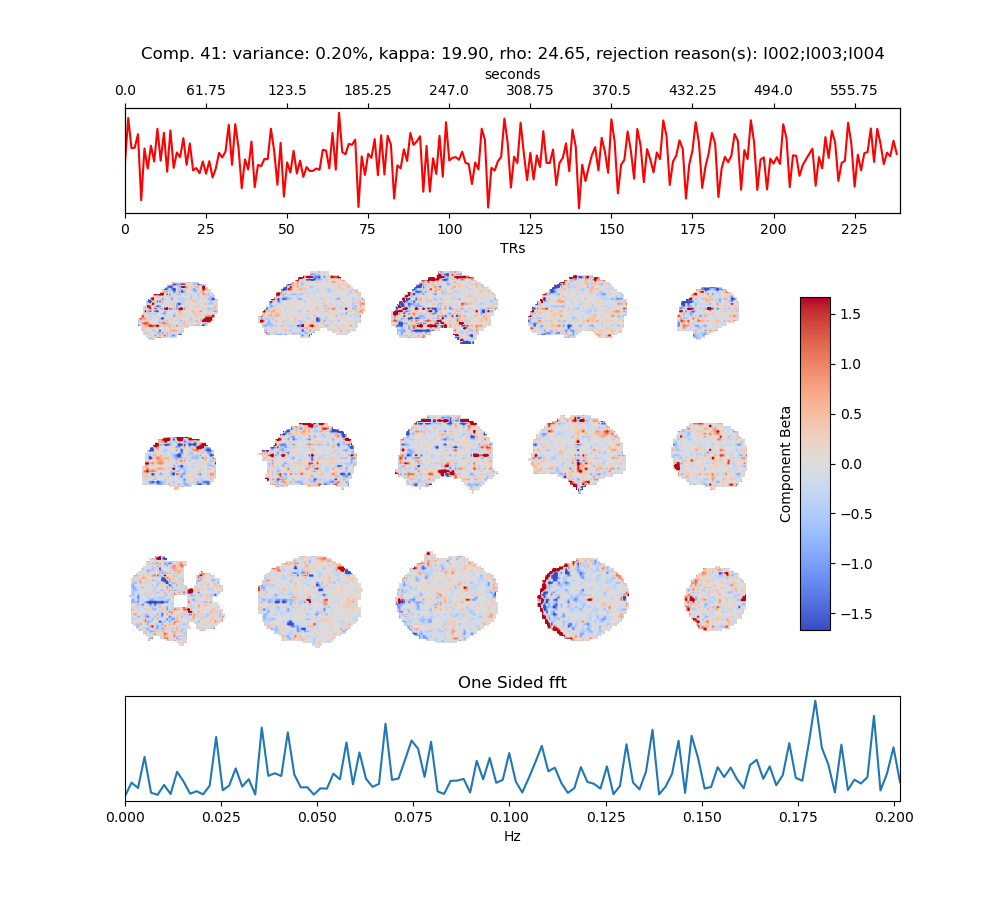 Comp. 41: variance: 0.20%, kappa: 19.90, rho: 24.65, rejection reason(s): I002;I003;I004
seconds
0.0 61.75 123.5 185.25 247.0 308.75 370.5 432.25 494.0 555.75
0 25 50 75 100 125 150 175 200 225
TRs
1.5
1.0
0.5
0.0
−0.5
−1.0
−1.5
Component Beta
One Sided fft
0.000 0.025 0.050 0.075 0.100 0.125 0.150 0.175 0.200
Hz